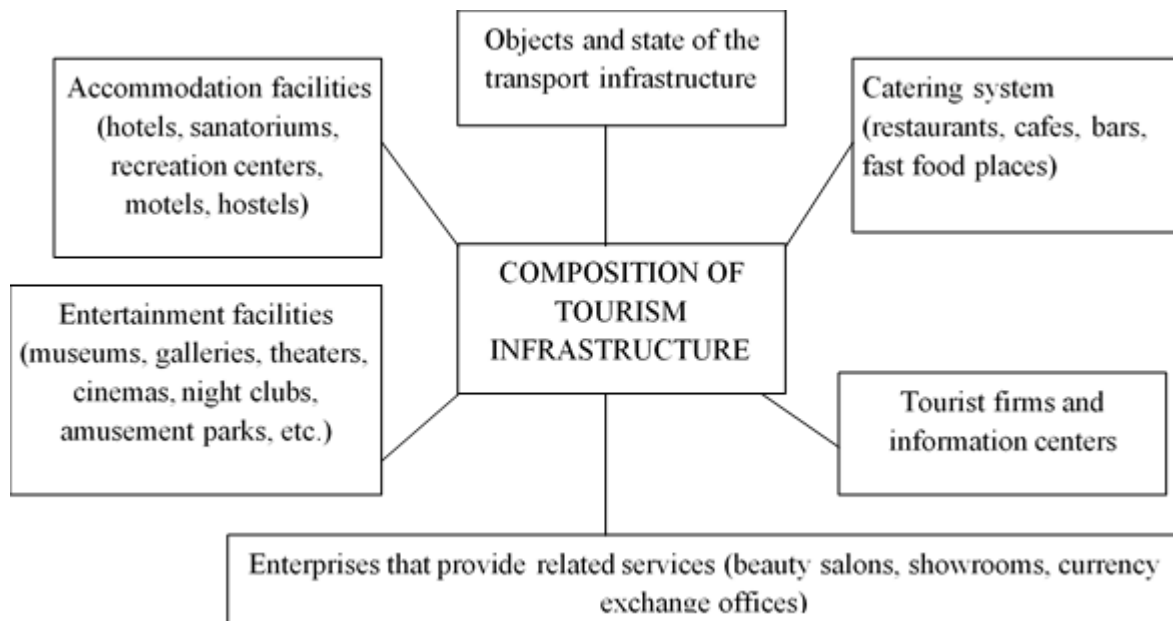 Objects and state of the
transport infrastructure
Accommodation facilities
(hotels, sanatoriums,
recreation centers,
motels, hostels)
Catering system
(restaurants, cafes, bars,
fast food places)
COMPOSITION OF
TOURISM
INFRASTRUCTURE
Entertainment facilities
(museums, galleries, theaters,
cinemas, night clubs,
amusement parks, etc.)
Tourist firms and
information centers
Enterprises that provide related services (beauty salons, showrooms, currency
exchange offices)